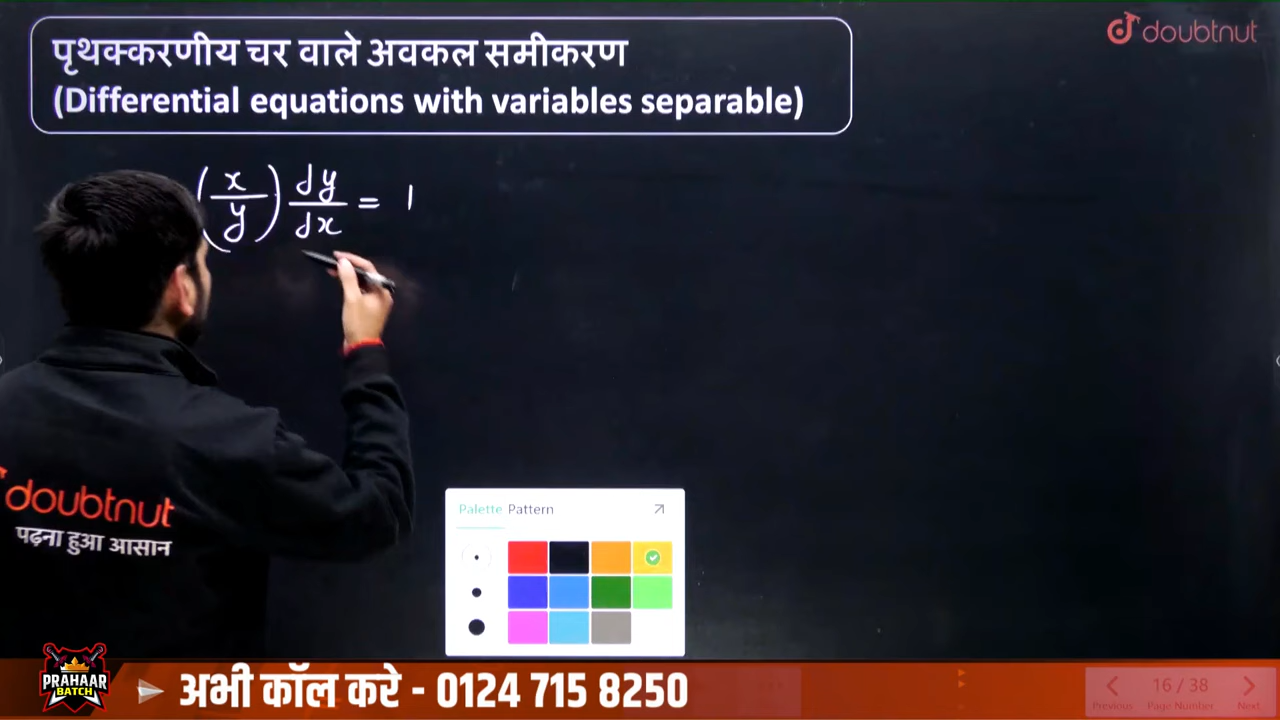 पृथक्करणीय चर वाले अवकल समीकरण
(Differential equations with variables separable)
doubtnut
(x/y) dy/dx = 1
doubtnut
पढ़ना हुआ आसान
Palette Pattern
PRAHAAR
BATCH
अभी कॉल करे - 0124 715 8250
16 / 38
Previous Page Number Next